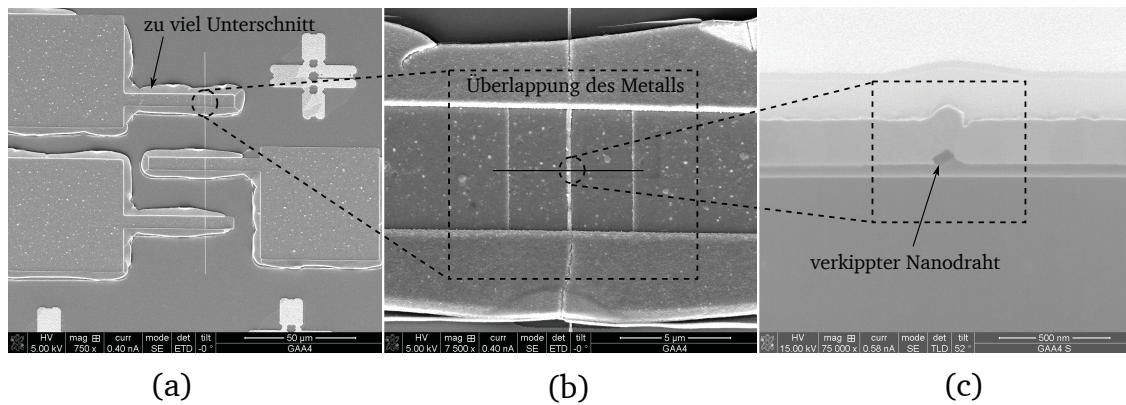 zu viel Unterschnitt
Überlappung des Metalls
verkippter Nanodraht
HV mag curr mode det tilt 50 µm
5.00 kV 750 x 0.40 nA SE ETD -0° GAA4
HV mag curr mode det tilt 5 µm
5.00 kV 7 500 x 0.40 nA SE ETD -0° GAA4
HV mag curr mode det tilt 500 nm
15.00 kV 75 000 x 0.58 nA SE TLD 52° GAA4 S
(a) (b) (c)